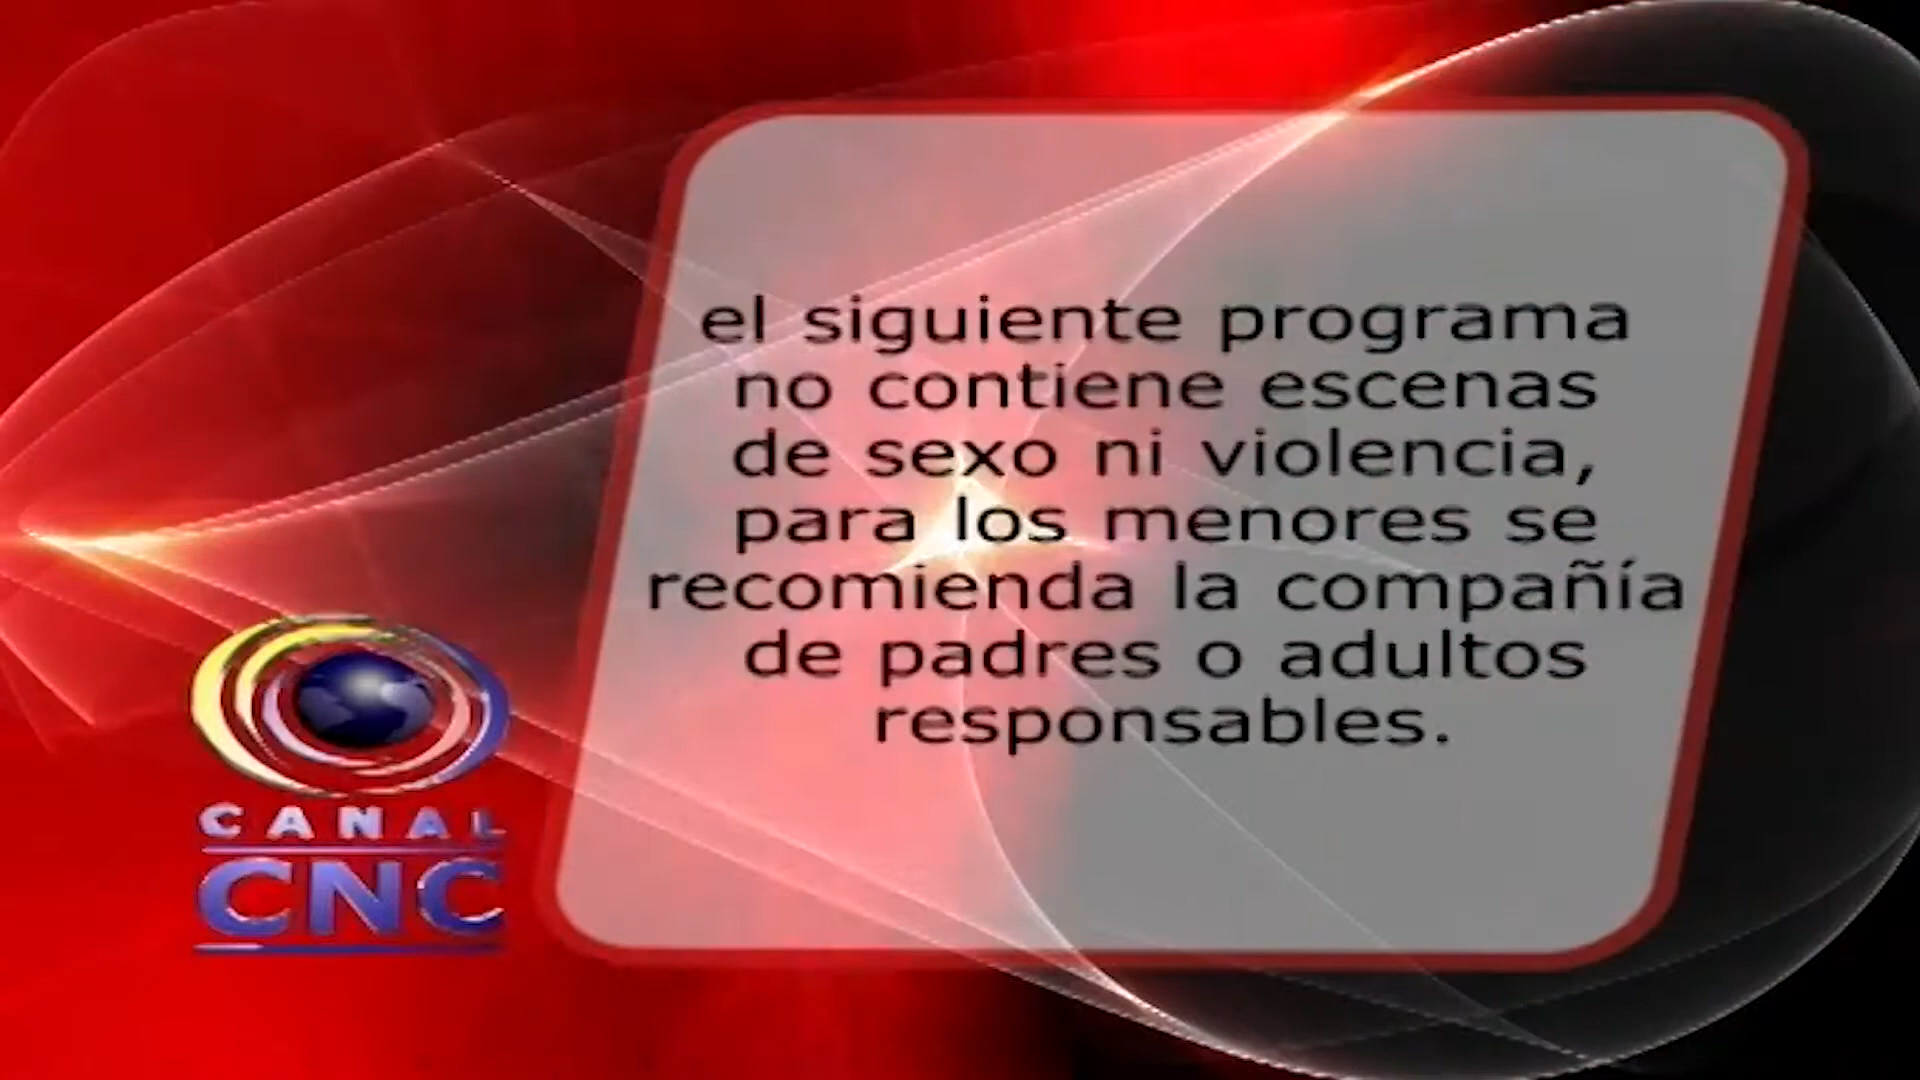 el siguiente programa
no contiene escenas
de sexo ni violencia,
para los menores se
recomienda la compañía
de padres o adultos
responsables.
CANAL
CNC